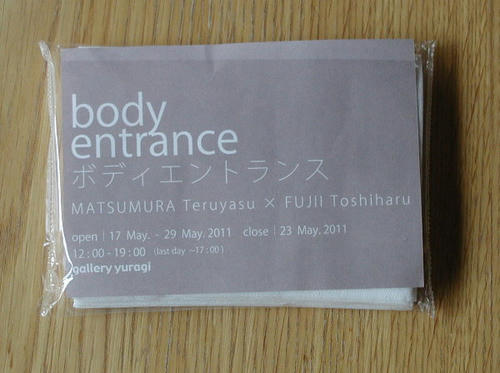 body
entrance
ボディエントランス
MATSUMURA Teruyasu × FUJII Toshiharu
open | 17 May. - 29 May. 2011 close | 23 May. 2011
12 : 00 - 19 : 00 (last day ~17 : 00 )
gallery yuragi